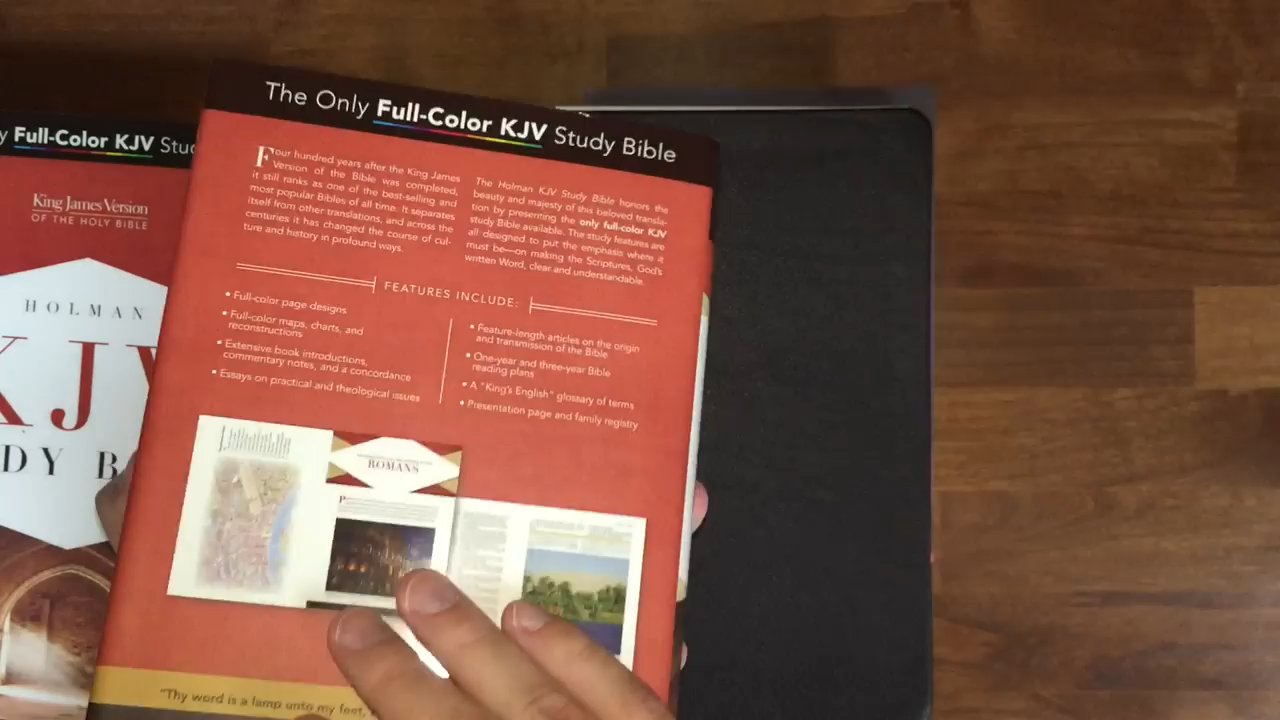 y Full-Color KJV Stud
King James Version
OF THE HOLY BIBLE
HOLMAN
KJV
DY B
The Only Full-Color KJV Study Bible
Four hundred years after the King James
Version of the Bible was completed,
it still ranks as one of the best-selling and
most popular Bibles of all time. It separates
itself from other translations, and across the
centuries it has changed the course of cul-
ture and history in profound ways.
The Holman KJV Study Bible honors the
beauty and majesty of this beloved transla-
tion by presenting the only full-color KJV
study Bible available. The study features are
all designed to put the emphasis where it
must be—on making the Scriptures, God's
written Word, clear and understandable.
FEATURES INCLUDE:
• Full-color page designs
• Full-color maps, charts, and
reconstructions
• Extensive book introductions,
commentary notes, and a concordance
• Essays on practical and theological issues
• Feature-length articles on the origin
and transmission of the Bible
• One-year and three-year Bible
reading plans
• A "King's English" glossary of terms
• Presentation page and family registry
ROMANS
"Thy word is a lamp unto my feet,